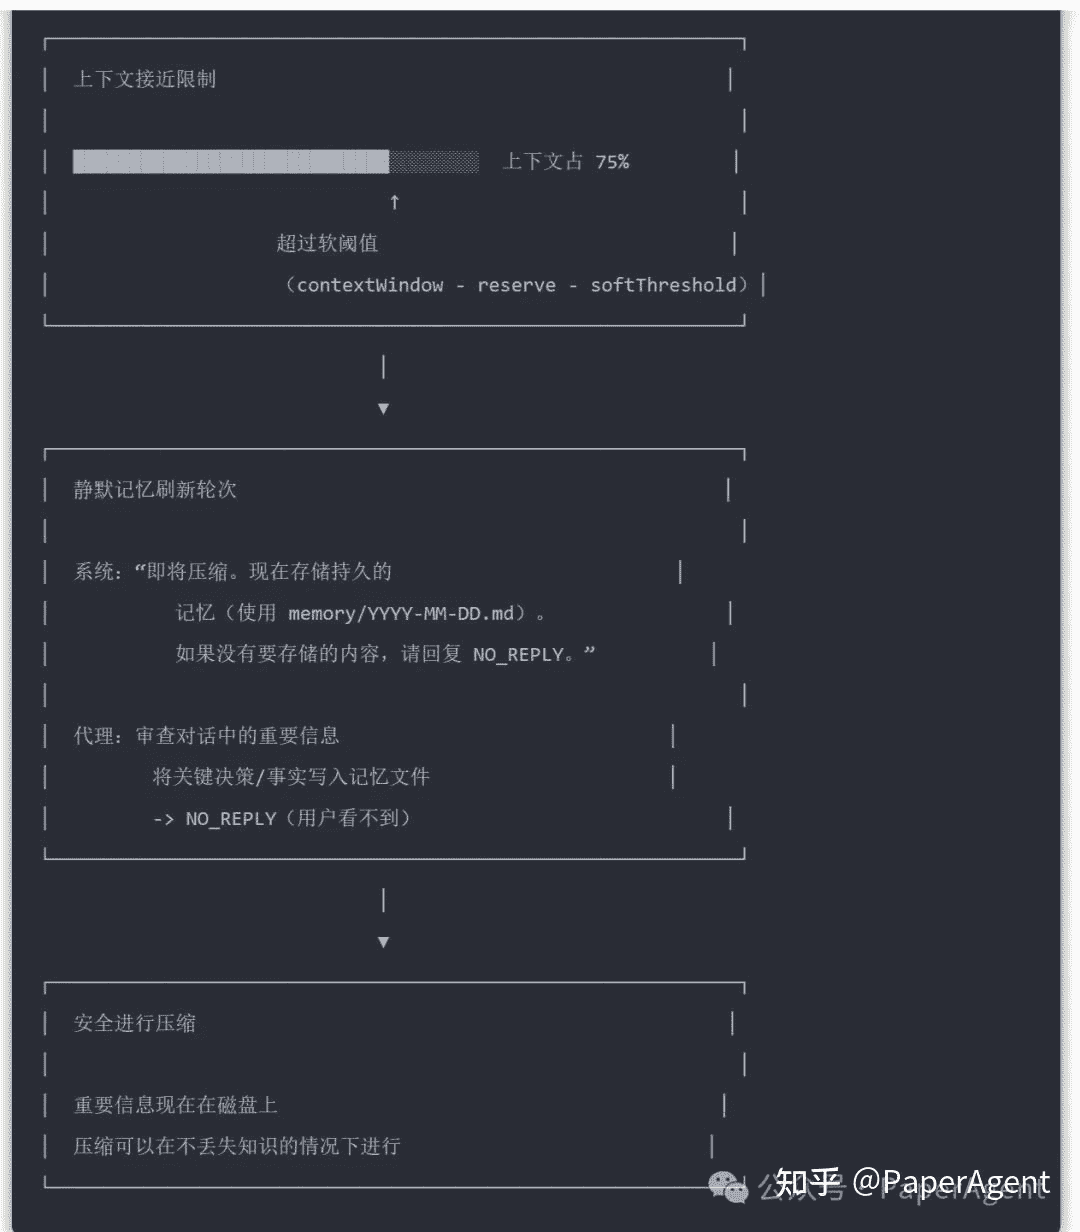 上下文接近限制
上下文占 75%
↑
超过软阈值
（contextWindow - reserve - softThreshold）
静默记忆刷新轮次
系统：“即将压缩。现在存储持久的
记忆（使用 memory/YYYY-MM-DD.md）。
如果没有要存储的内容，请回复 NO_REPLY。”
代理：审查对话中的重要信息
将关键决策/事实写入记忆文件
-> NO_REPLY（用户看不到）
安全进行压缩
重要信息现在在磁盘上
压缩可以在不丢失知识的情况下进行
公众号 PaperAgent
知乎 @PaperAgent